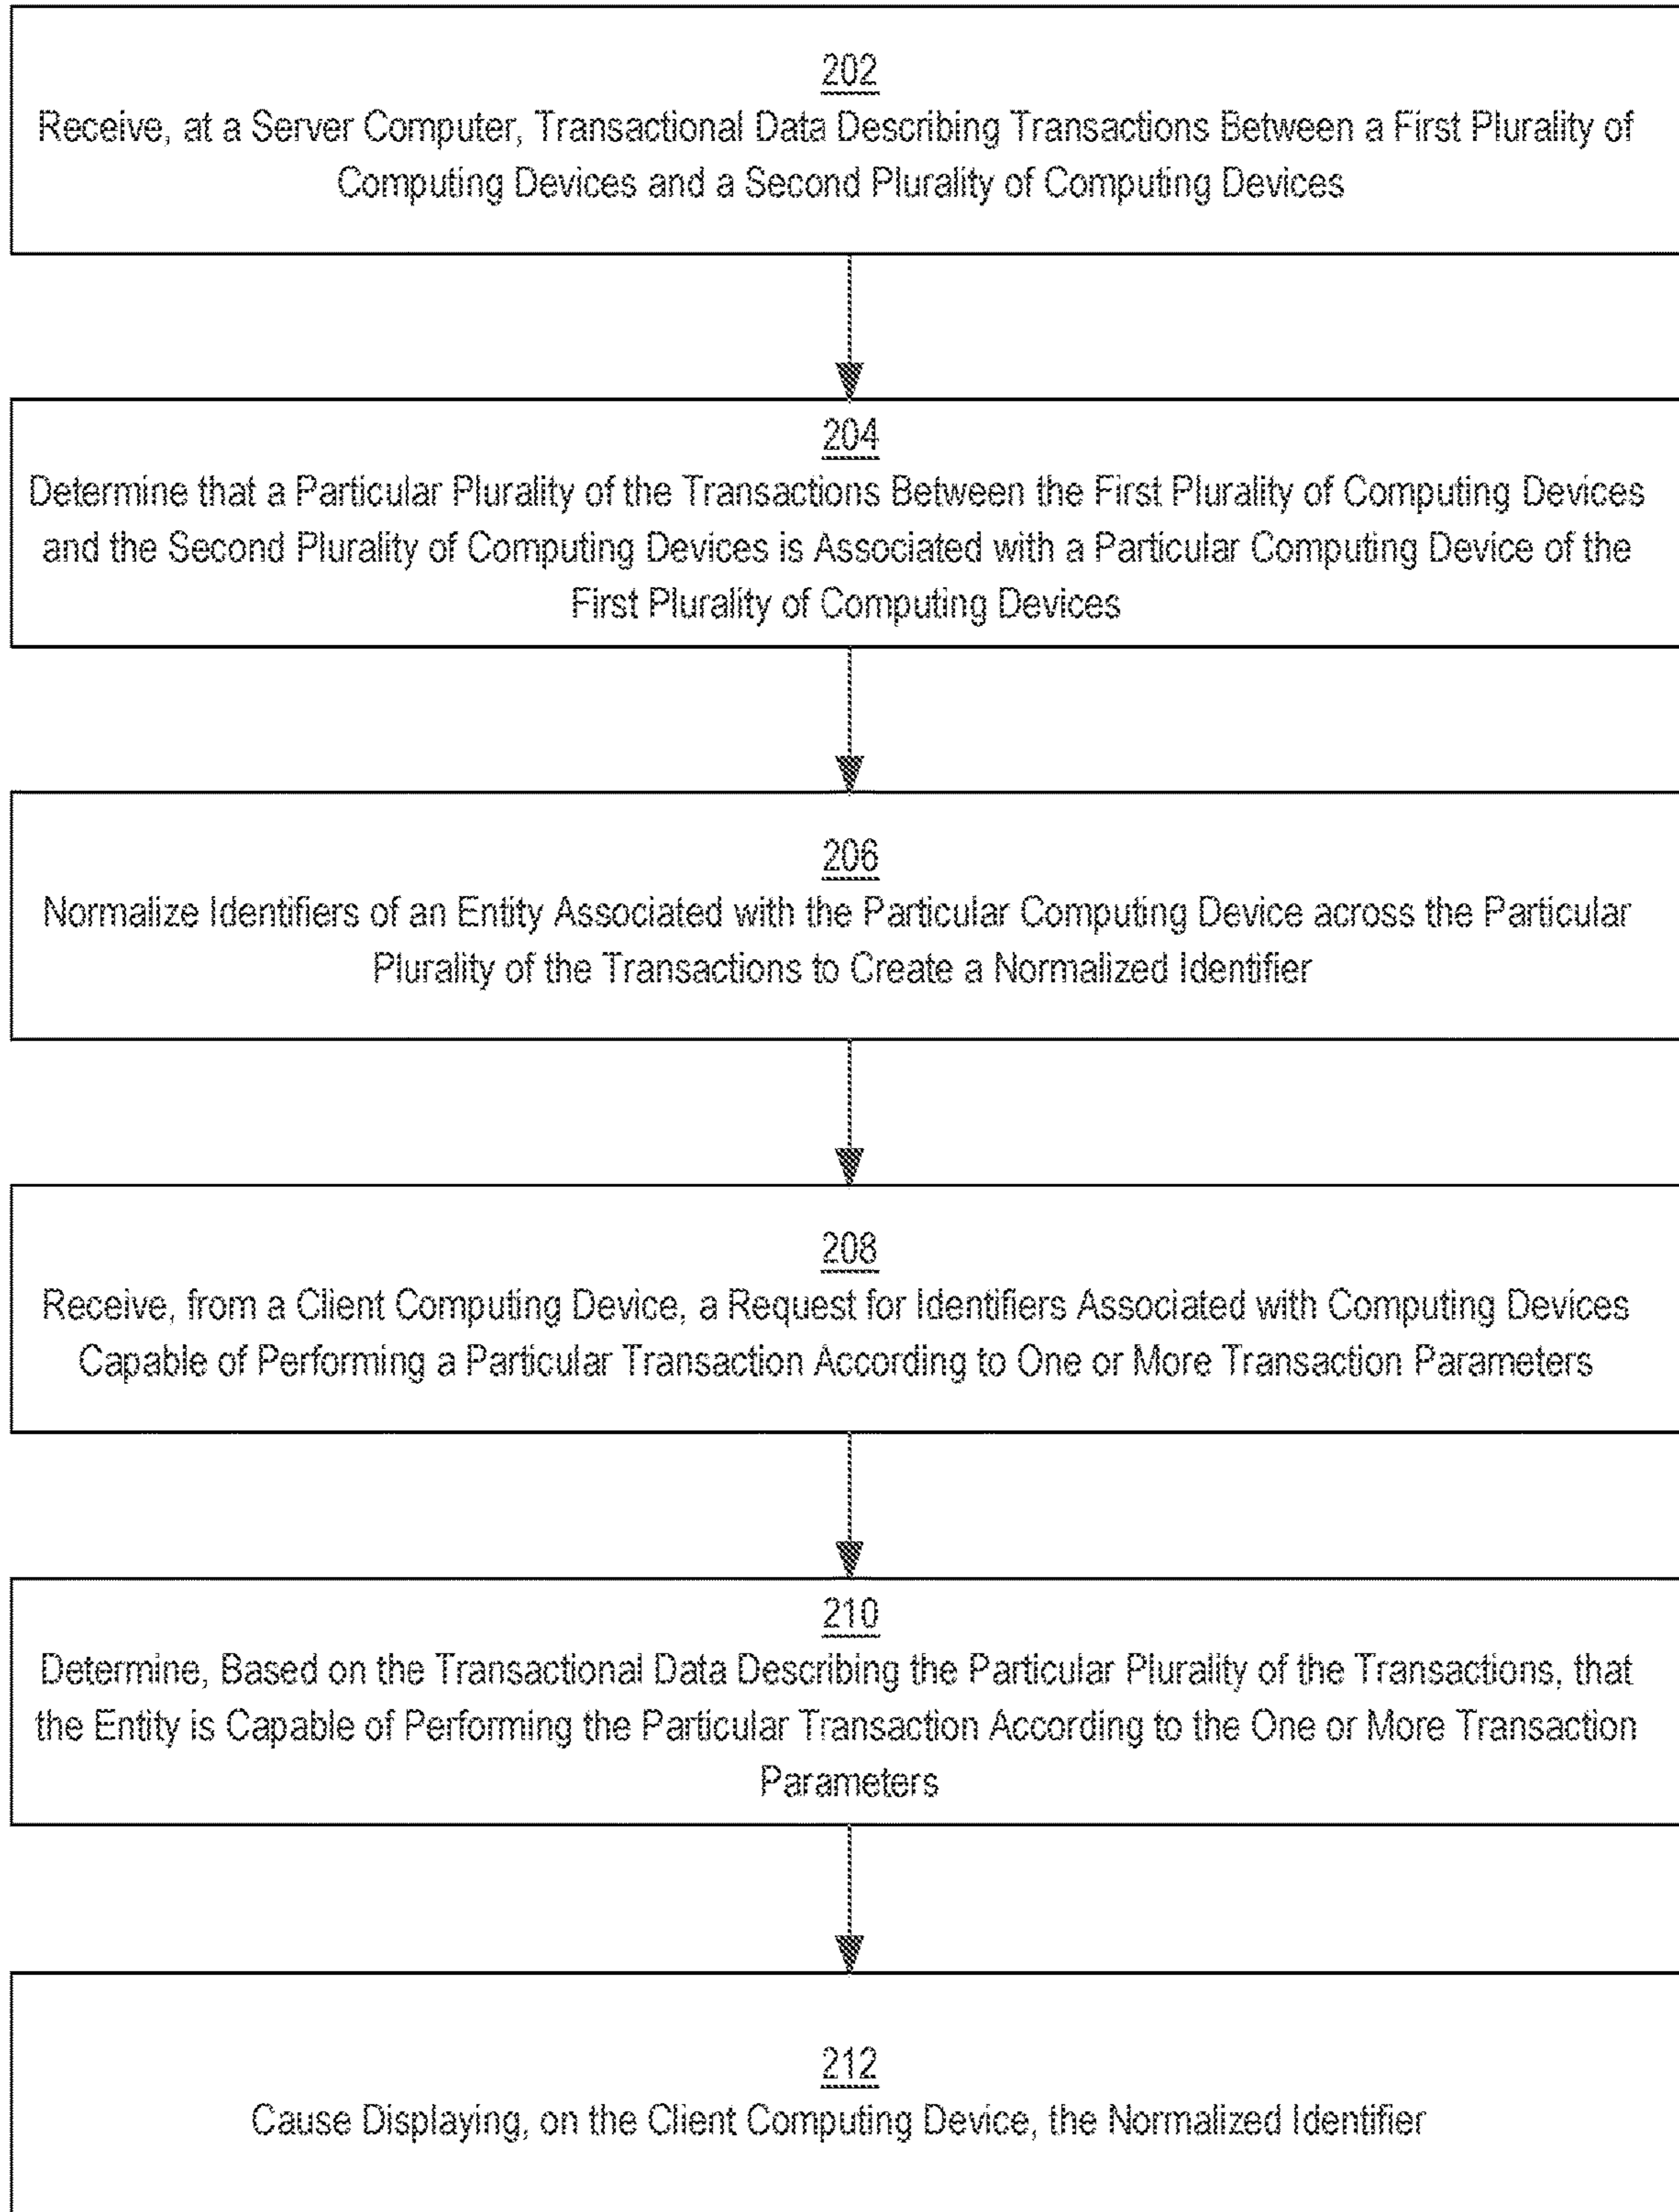 202
Receive, at a Server Computer, Transactional Data Describing Transactions Between a First Plurality of
Computing Devices and a Second Plurality of Computing Devices
204
Determine that a Particular Plurality of the Transactions Between the First Plurality of Computing Devices
and the Second Plurality of Computing Devices is Associated with a Particular Computing Device of the
First Plurality of Computing Devices
206
Normalize Identifiers of an Entity Associated with the Particular Computing Device across the Particular
Plurality of the Transactions to Create a Normalized Identifier
208
Receive, from a Client Computing Device, a Request for Identifiers Associated with Computing Devices
Capable of Performing a Particular Transaction According to One or More Transaction Parameters
210
Determine, Based on the Transactional Data Describing the Particular Plurality of the Transactions, that
the Entity is Capable of Performing the Particular Transaction According to the One or More Transaction
Parameters
212
Cause Displaying, on the Client Computing Device, the Normalized Identifier